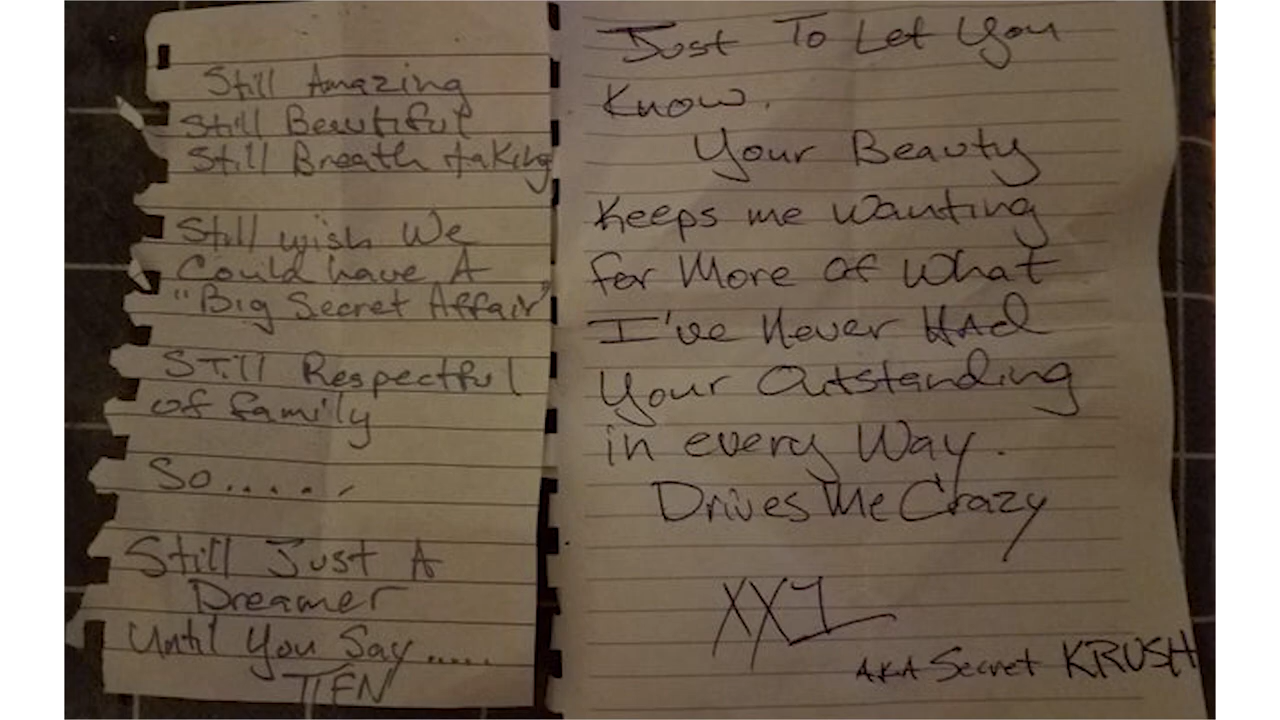 Still Amazing
Still Beautiful
Still Breath taking
Still wish We
Could have A
"Big Secret Affair"
STill Respectful
of family
So......
Still Just A
Dreamer
Until You Say.....
TTFN
Just To Let You
Know.
Your Beauty
Keeps me wanting
for More of what
I've Never HAd
Your Outstanding
in every Way.
Drives Me Crazy
XX1
AKA Secret KRUSH